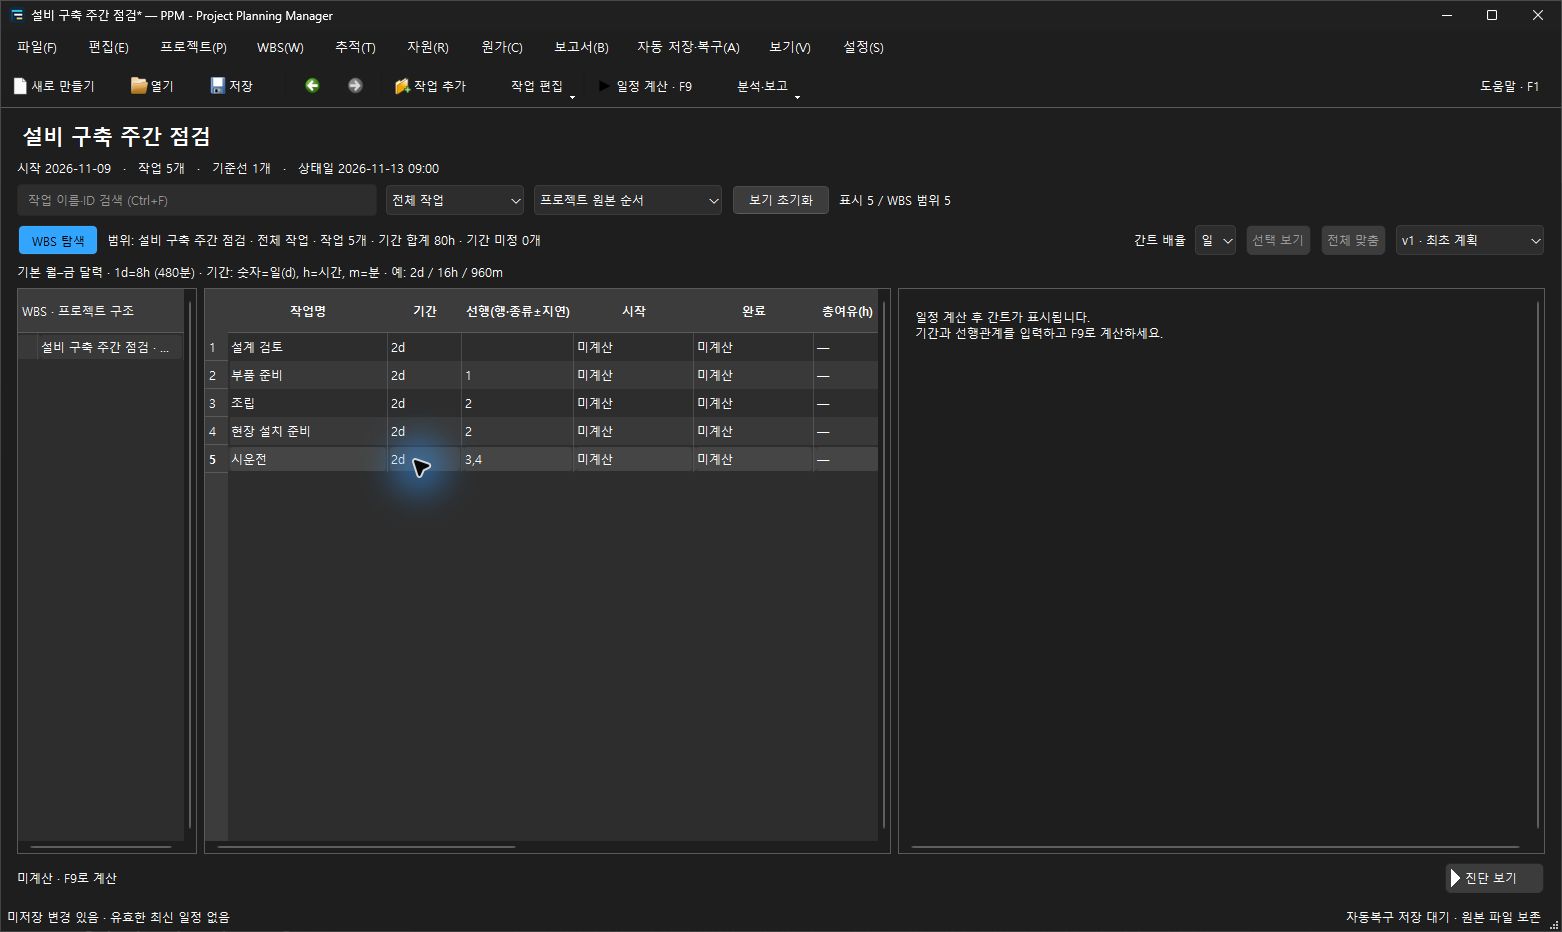 설비 구축 주간 점검* — PPM - Project Planning Manager
파일(F) 편집(E) 프로젝트(P) WBS(W) 추적(T) 자원(R) 원가(C) 보고서(B) 자동 저장·복구(A) 보기(V) 설정(S)
새로 만들기 열기 저장 작업 추가 작업 편집 일정 계산 · F9 분석·보고 도움말 · F1
설비 구축 주간 점검
시작 2026-11-09 · 작업 5개 · 기준선 1개 · 상태일 2026-11-13 09:00
작업 이름·ID 검색 (Ctrl+F) 전체 작업 프로젝트 원본 순서 보기 초기화 표시 5 / WBS 범위 5
WBS 탐색 범위: 설비 구축 주간 점검 · 전체 작업 · 작업 5개 · 기간 합계 80h · 기간 미정 0개 간트 배율 일 선택 보기 전체 맞춤 v1 · 최초 계획
기본 월–금 달력 · 1d=8h (480분) · 기간: 숫자=일(d), h=시간, m=분 · 예: 2d / 16h / 960m
WBS · 프로젝트 구조
설비 구축 주간 점검 · ...
작업명 기간 선행(행·종류±지연) 시작 완료 총여유(h)
1 설계 검토 2d 미계산 미계산 —
2 부품 준비 2d 1 미계산 미계산 —
3 조립 2d 2 미계산 미계산 —
4 현장 설치 준비 2d 2 미계산 미계산 —
5 시운전 2d 3,4 미계산 미계산 —
일정 계산 후 간트가 표시됩니다.
기간과 선행관계를 입력하고 F9로 계산하세요.
미계산 · F9로 계산 진단 보기
미저장 변경 있음 · 유효한 최신 일정 없음 자동복구 저장 대기 · 원본 파일 보존